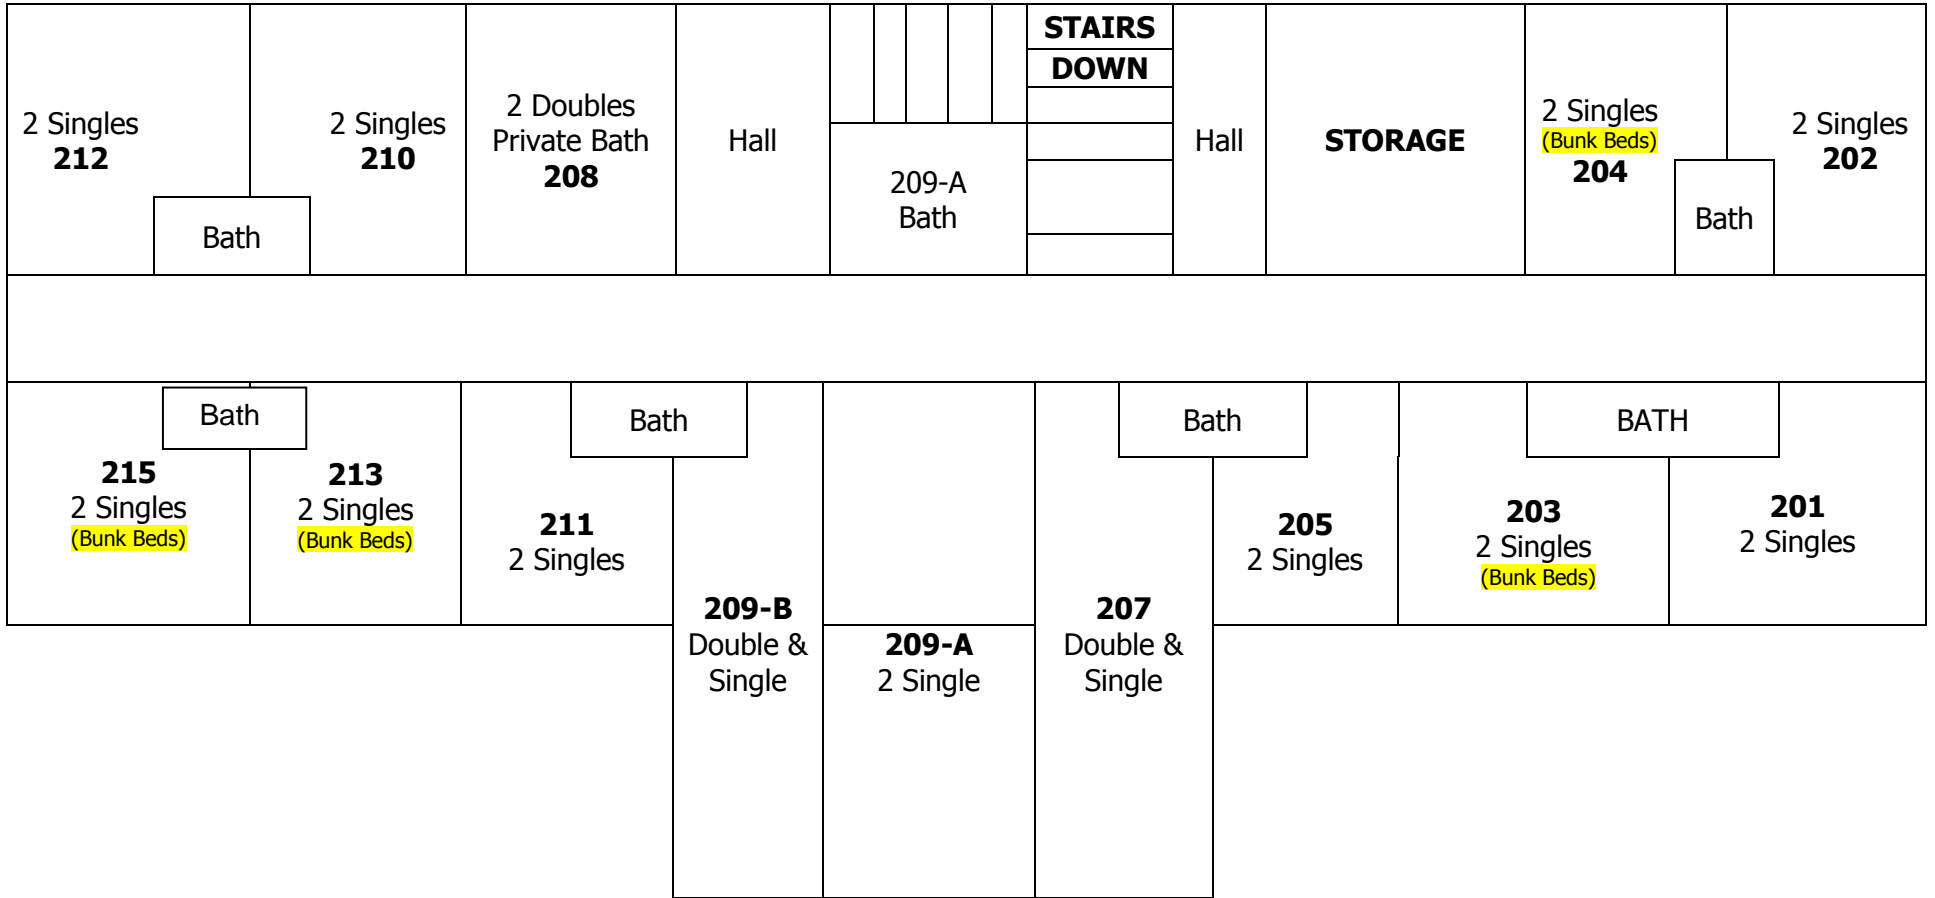 2 Singles
212
Bath
2 Singles
210
2 Doubles
Private Bath
208
Hall
209-A
Bath
STAIRS
DOWN
Hall
STORAGE
2 Singles
(Bunk Beds)
204
Bath
2 Singles
202
Bath
215
2 Singles
(Bunk Beds)
213
2 Singles
(Bunk Beds)
Bath
211
2 Singles
209-B
Double &
Single
209-A
2 Single
207
Double &
Single
Bath
205
2 Singles
BATH
203
2 Singles
(Bunk Beds)
201
2 Singles